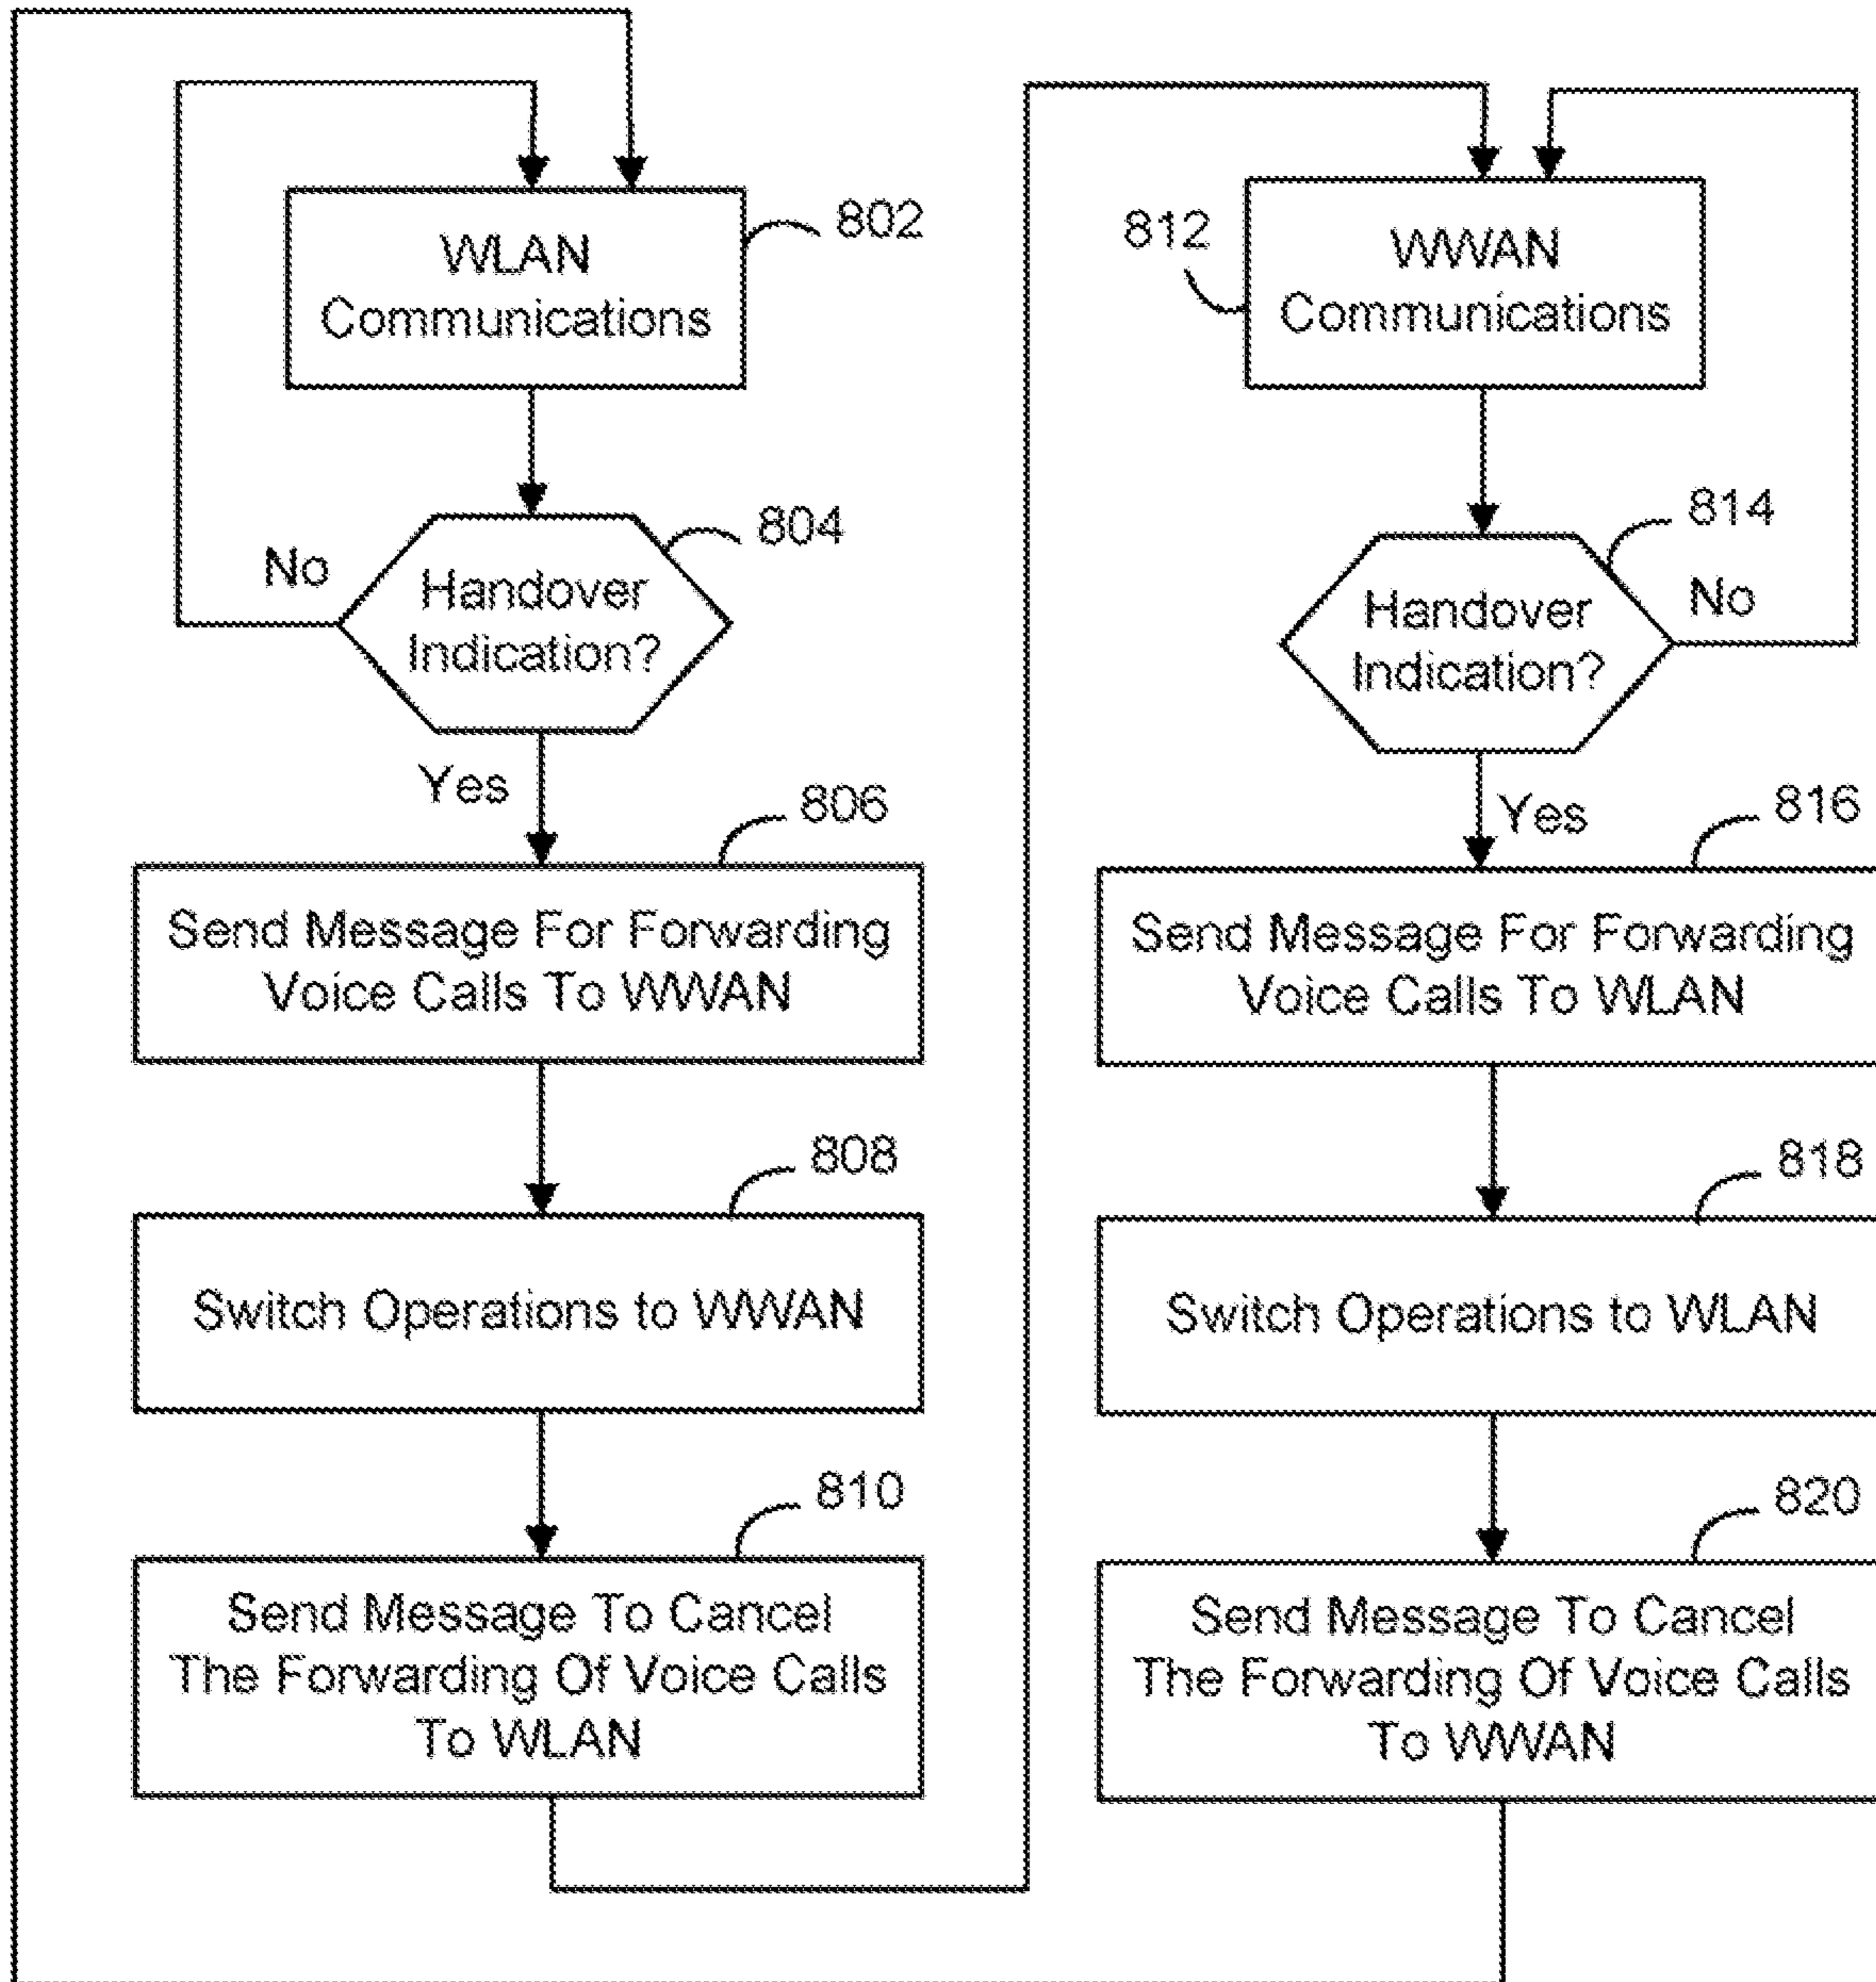 WLAN
Communications
802
804
No
Handover
Indication?
Yes
806
Send Message For Forwarding
Voice Calls To WWAN
808
Switch Operations to WWAN
810
Send Message To Cancel
The Forwarding Of Voice Calls
To WLAN
812
WWAN
Communications
814
No
Handover
Indication?
Yes
816
Send Message For Forwarding
Voice Calls To WLAN
818
Switch Operations to WLAN
820
Send Message To Cancel
The Forwarding Of Voice Calls
To WWAN